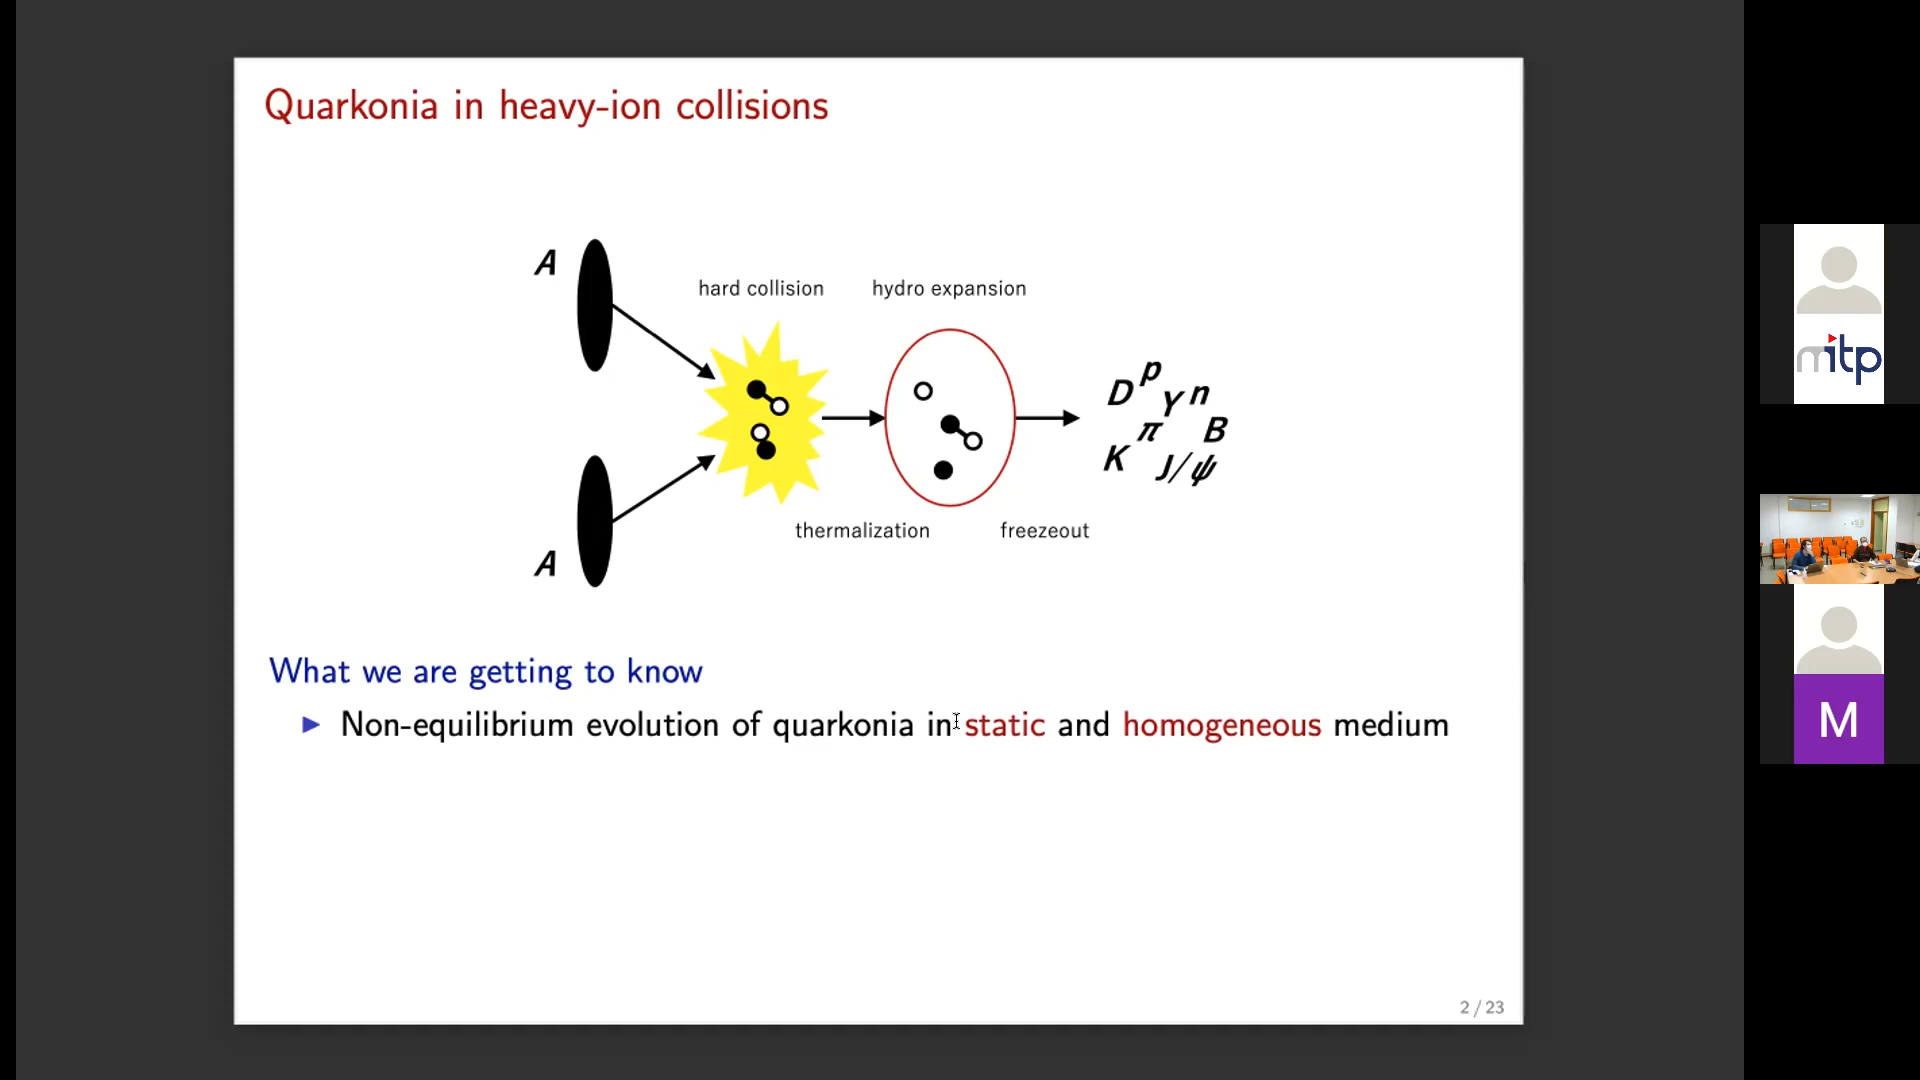 Quarkonia in heavy-ion collisions
A
hard collision
hydro expansion
D p Y n
π B
K J/ψ
thermalization
freezeout
A
What we are getting to know
▶ Non-equilibrium evolution of quarkonia in static and homogeneous medium
2 / 23
mitp
M